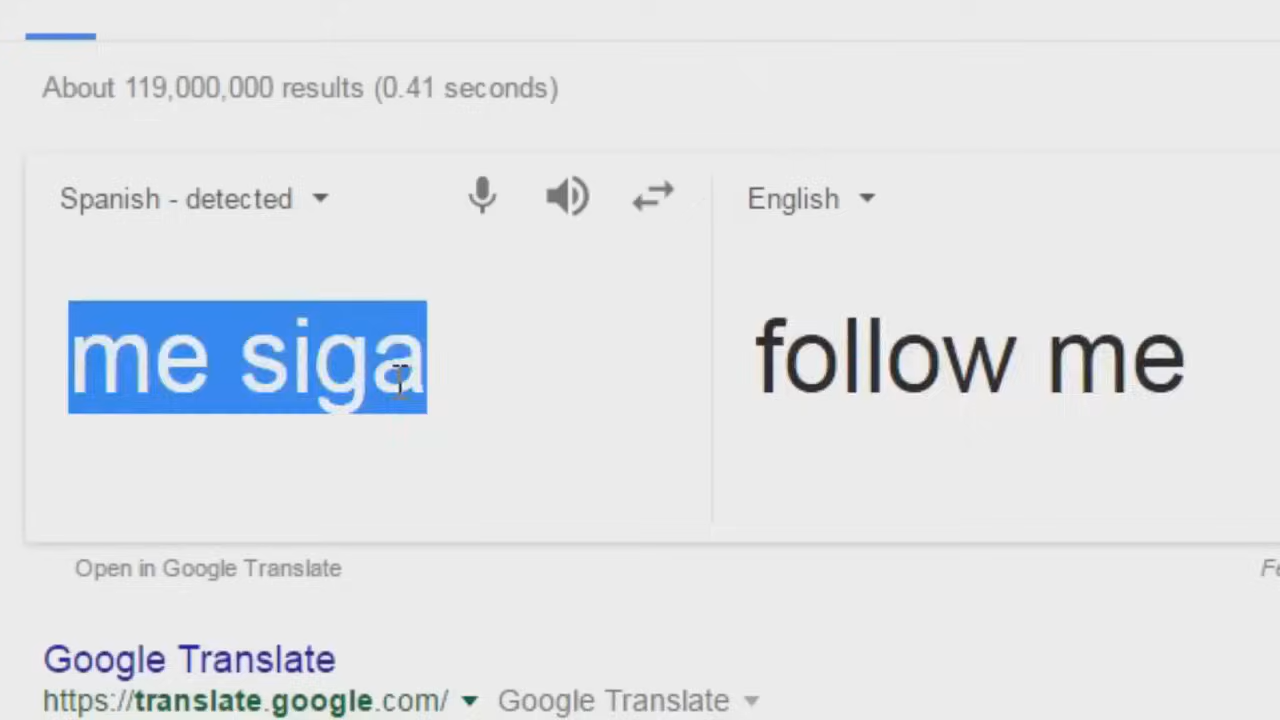 About 119,000,000 results (0.41 seconds)
Spanish - detected
English
me siga
follow me
Open in Google Translate
Google Translate
https://translate.google.com/ Google Translate